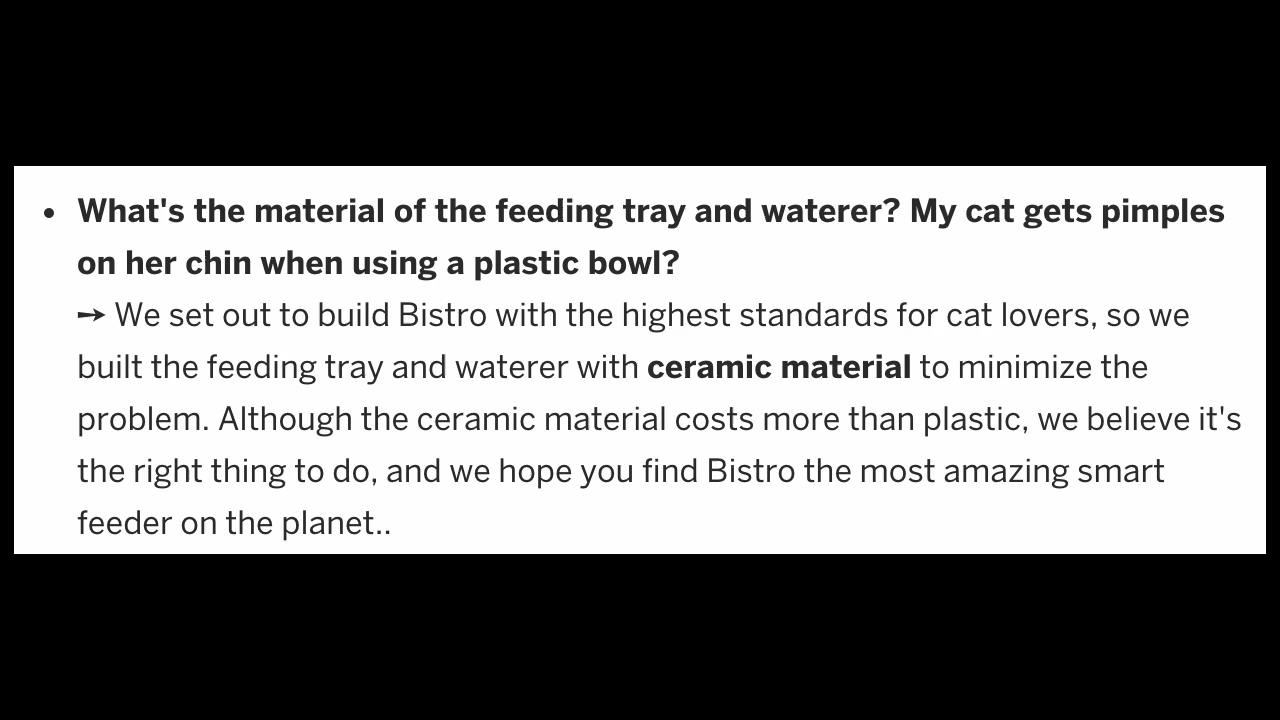 • What's the material of the feeding tray and waterer? My cat gets pimples
on her chin when using a plastic bowl?
➙ We set out to build Bistro with the highest standards for cat lovers, so we
built the feeding tray and waterer with ceramic material to minimize the
problem. Although the ceramic material costs more than plastic, we believe it's
the right thing to do, and we hope you find Bistro the most amazing smart
feeder on the planet..